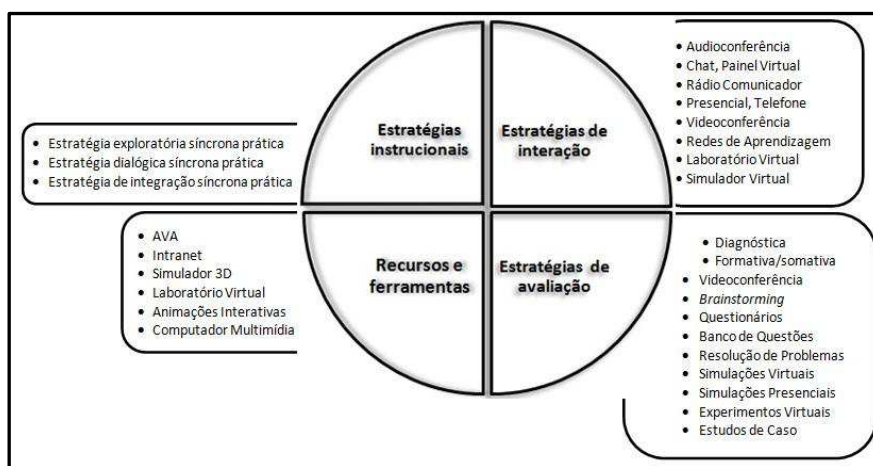 Estratégias
instrucionais
• Estratégia exploratória síncrona prática
• Estratégia dialógica síncrona prática
• Estratégia de integração síncrona prática
Estratégias de
interação
• Audioconferência
• Chat, Painel Virtual
• Rádio Comunicador
• Presencial, Telefone
• Videoconferência
• Redes de Aprendizagem
• Laboratório Virtual
• Simulador Virtual
Recursos e
ferramentas
• AVA
• Intranet
• Simulador 3D
• Laboratório Virtual
• Animações Interativas
• Computador Multimídia
Estratégias de
avaliação
• Diagnóstica
• Formativa/somativa
• Videoconferência
• Brainstorming
• Questionários
• Banco de Questões
• Resolução de Problemas
• Simulações Virtuais
• Simulações Presenciais
• Experimentos Virtuais
• Estudos de Caso